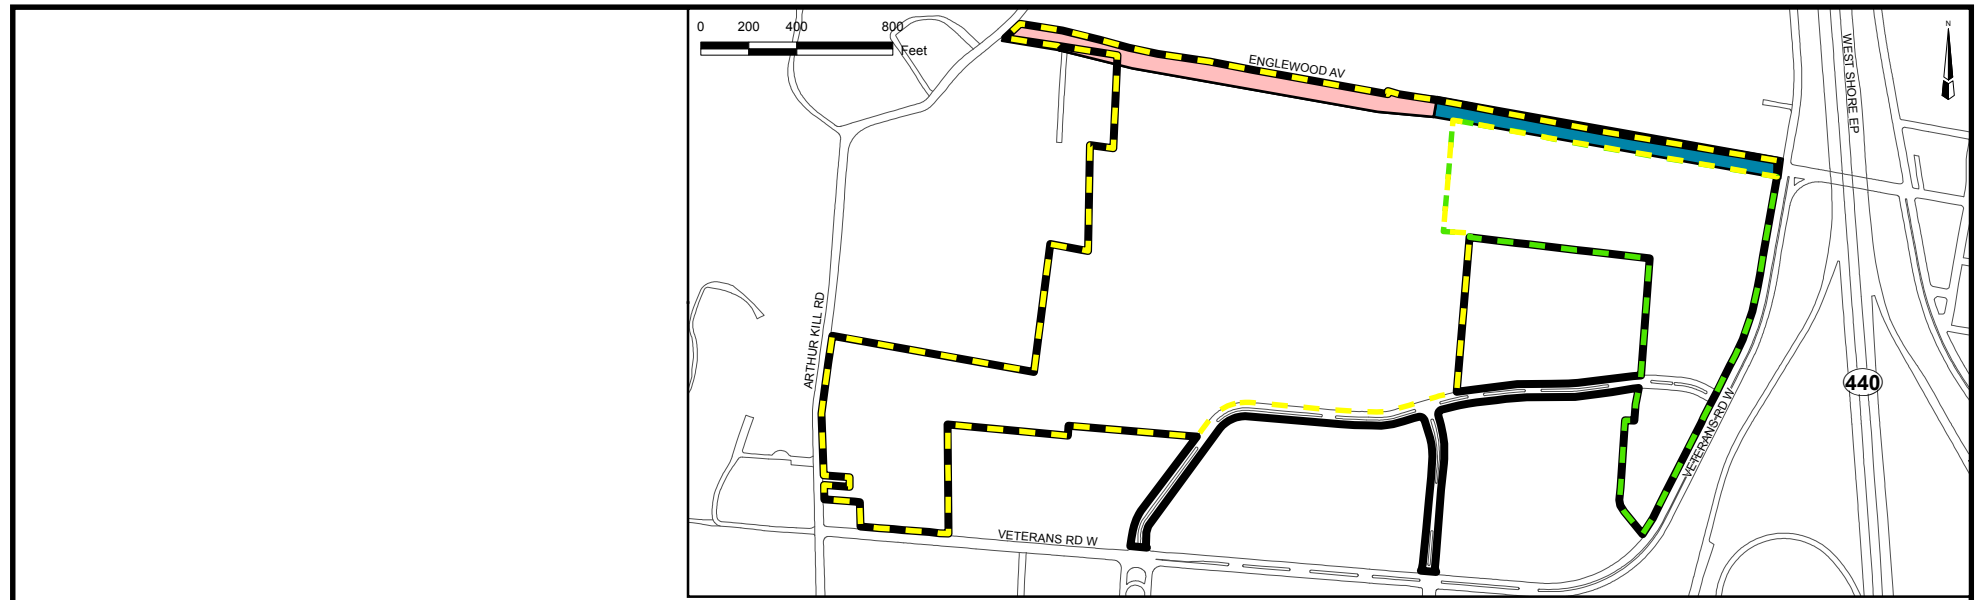 0 200 400 800
Feet
N
ENGLEWOOD AV
WEST SHORE EP
ARTHUR KILL RD
440
VETERANS RD W
VETERANS RD W